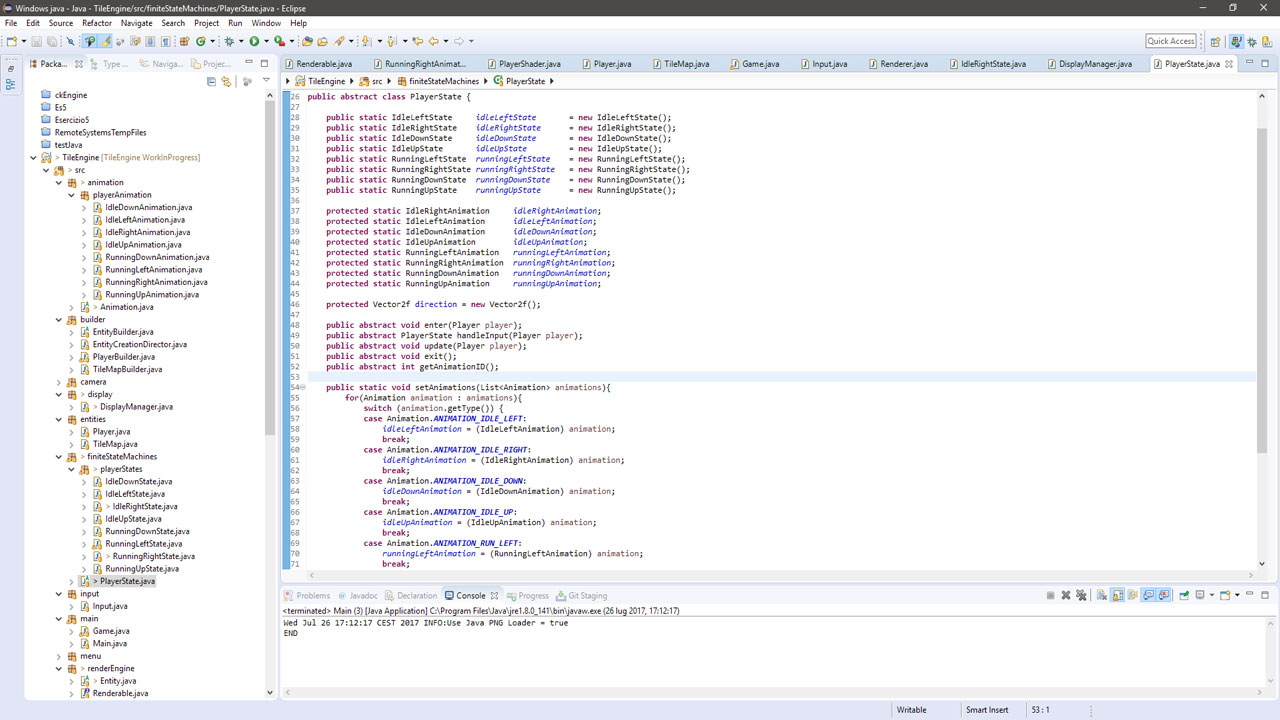 Windows java - Java - TileEngine/src/finiteStateMachines/PlayerState.java - Eclipse
File Edit Source Refactor Navigate Search Project Run Window Help
Quick Access
Packa... Type ... Naviga... Projec...
ckEngine
Es5
Esercizio5
RemoteSystemsTempFiles
testJava
> TileEngine [TileEngine WorkInProgress]
> src
> animation
playerAnimation
IdleDownAnimation.java
IdleLeftAnimation.java
IdleRightAnimation.java
IdleUpAnimation.java
RunningDownAnimation.java
RunningLeftAnimation.java
RunningRightAnimation.java
RunningUpAnimation.java
> Animation.java
builder
EntityBuilder.java
EntityCreationDirector.java
PlayerBuilder.java
TileMapBuilder.java
camera
> display
> DisplayManager.java
entities
Player.java
TileMap.java
> finiteStateMachines
> playerStates
IdleDownState.java
IdleLeftState.java
> IdleRightState.java
IdleUpState.java
RunningDownState.java
RunningLeftState.java
> RunningRightState.java
RunningUpState.java
> PlayerState.java
input
Input.java
main
Game.java
Main.java
menu
> renderEngine
> Entity.java
Renderable.java
Renderable.java RunningRightAnimat... PlayerShader.java Player.java TileMap.java Game.java Input.java Renderer.java IdleRightState.java DisplayManager.java PlayerState.java
TileEngine src finiteStateMachines PlayerState
26 public abstract class PlayerState {
27
28 public static IdleLeftState idleLeftState = new IdleLeftState();
29 public static IdleRightState idleRightState = new IdleRightState();
30 public static IdleDownState idleDownState = new IdleDownState();
31 public static IdleUpState idleUpState = new IdleUpState();
32 public static RunningLeftState runningLeftState = new RunningLeftState();
33 public static RunningRightState runningRightState = new RunningRightState();
34 public static RunningDownState runningDownState = new RunningDownState();
35 public static RunningUpState runningUpState = new RunningUpState();
36
37 protected static IdleRightAnimation idleRightAnimation;
38 protected static IdleLeftAnimation idleLeftAnimation;
39 protected static IdleDownAnimation idleDownAnimation;
40 protected static IdleUpAnimation idleUpAnimation;
41 protected static RunningLeftAnimation runningLeftAnimation;
42 protected static RunningRightAnimation runningRightAnimation;
43 protected static RunningDownAnimation runningDownAnimation;
44 protected static RunningUpAnimation runningUpAnimation;
45
46 protected Vector2f direction = new Vector2f();
47
48 public abstract void enter(Player player);
49 public abstract PlayerState handleInput(Player player);
50 public abstract void update(Player player);
51 public abstract void exit();
52 public abstract int getAnimationID();
53
54 public static void setAnimations(List<Animation> animations){
55 for(Animation animation : animations){
56 switch (animation.getType()) {
57 case Animation.ANIMATION_IDLE_LEFT:
58 idleLeftAnimation = (IdleLeftAnimation) animation;
59 break;
60 case Animation.ANIMATION_IDLE_RIGHT:
61 idleRightAnimation = (IdleRightAnimation) animation;
62 break;
63 case Animation.ANIMATION_IDLE_DOWN:
64 idleDownAnimation = (IdleDownAnimation) animation;
65 break;
66 case Animation.ANIMATION_IDLE_UP:
67 idleUpAnimation = (IdleUpAnimation) animation;
68 break;
69 case Animation.ANIMATION_RUN_LEFT:
70 runningLeftAnimation = (RunningLeftAnimation) animation;
71 break;
Problems Javadoc Declaration Console Progress Git Staging
<terminated> Main (3) [Java Application] C:\Program Files\Java\jre1.8.0_141\bin\javaw.exe (26 lug 2017, 17:12:17)
Wed Jul 26 17:12:17 CEST 2017 INFO:Use Java PNG Loader = true
END
Writable Smart Insert 53 : 1